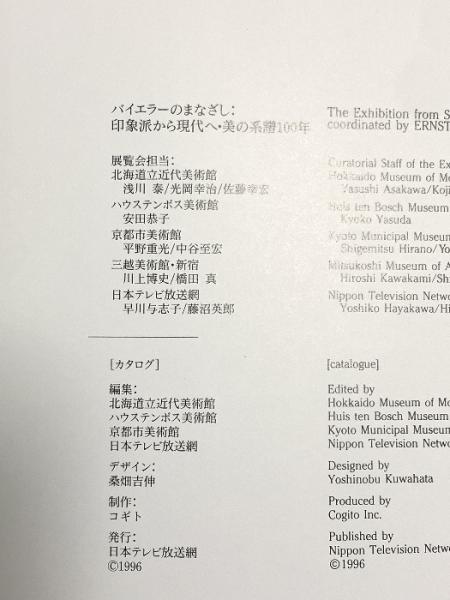 バイエラーのまなざし:
印象派から現代へ・美の系譜100年
展覧会担当:
北海道立近代美術館
浅川 泰/光岡幸治/佐藤幸宏
ハウステンボス美術館
安田恭子
京都市美術館
平野重光/中谷至宏
三越美術館・新宿
川上博史/橋田 真
日本テレビ放送網
早川与志子/藤沼英郎
[カタログ]
編集:
北海道立近代美術館
ハウステンボス美術館
京都市美術館
日本テレビ放送網
デザイン:
桑畑吉伸
制作:
コギト
発行:
日本テレビ放送網
©1996
The Exhibition from
coordinated by ERNST
Curatorial Staff of the
Hokkaido Museum of
Yasushi Asakawa/Koji
Huis ten Bosch Museum
Kyoko Yasuda
Kyoto Municipal Museum
Shigemitsu Hirano/Yo
Mitsukoshi Museum of
Hiroshi Kawakami/Sh
Nippon Television
Yoshiko Hayakawa/Hi
[catalogue]
Edited by
Hokkaido Museum of
Huis ten Bosch Museum
Kyoto Municipal Museum
Nippon Television
Designed by
Yoshinobu Kuwahata
Produced by
Cogito Inc.
Published by
Nippon Television
©1996